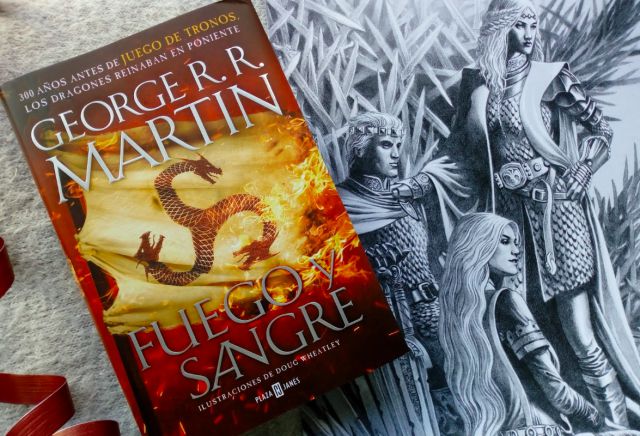 300 AÑOS ANTES DE JUEGO DE TRONOS,
LOS DRAGONES REINABAN EN PONIENTE
GEORGE R. R.
MARTIN
FUEGO Y
SANGRE
ILUSTRACIONES DE DOUG WHEATLEY
PLAZA JANÉS